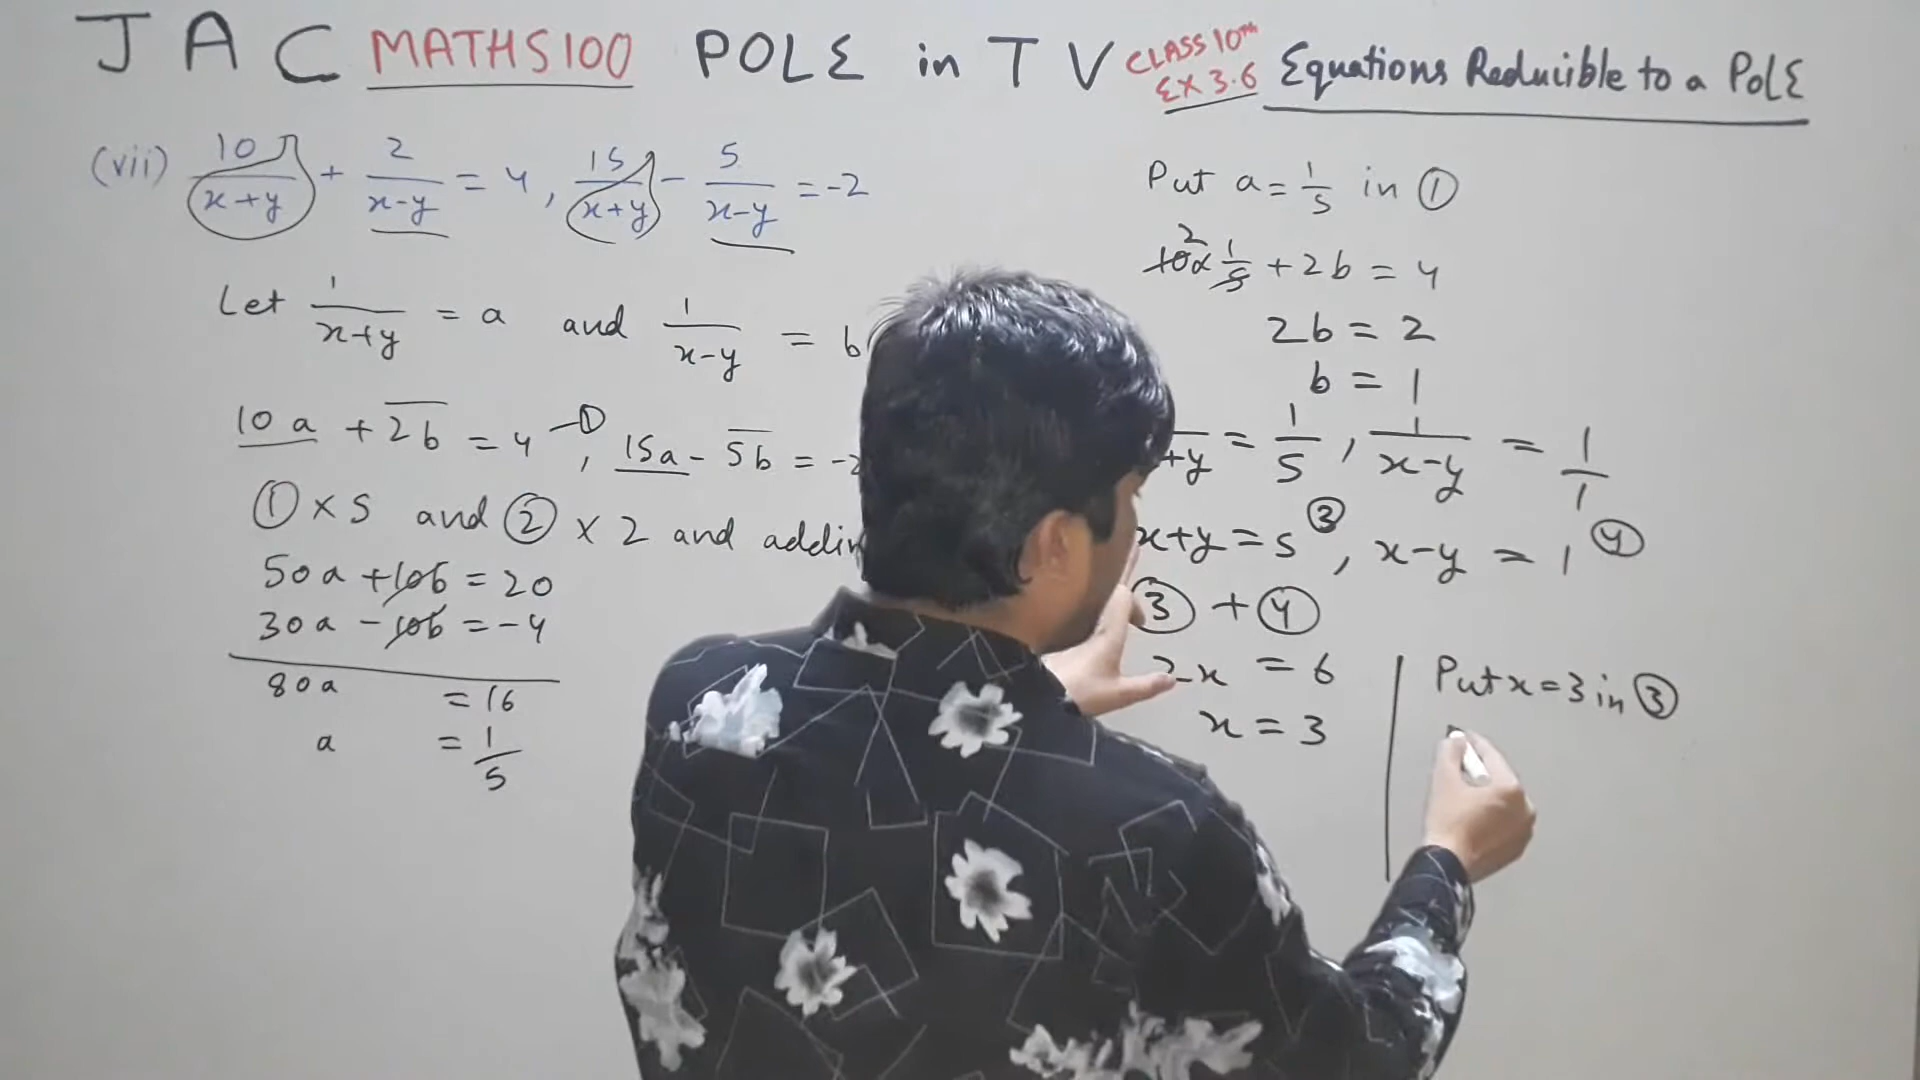 JAC MATHS100 POLE in TV CLASS 10th EX 3.6 Equations Reducible to a POLE
(vii) 10/(x+y) + 2/(x-y) = 4, 15/(x+y) - 5/(x-y) = -2
Let 1/(x+y) = a and 1/(x-y) = b
10a + 2b = 4 —①, 15a - 5b = -2
① × 5 and ② × 2 and addin
50a + 10b = 20
30a - 10b = -4
80a = 16
a = 1/5
Put a = 1/5 in ①
2
10 × 1/5 + 2b = 4
2b = 2
b = 1
+y = 1/5, 1/(x-y) = 1/1
x+y = 5 ③, x-y = 1 ④
③ + ④
2x = 6
x = 3
Put x = 3 in ③